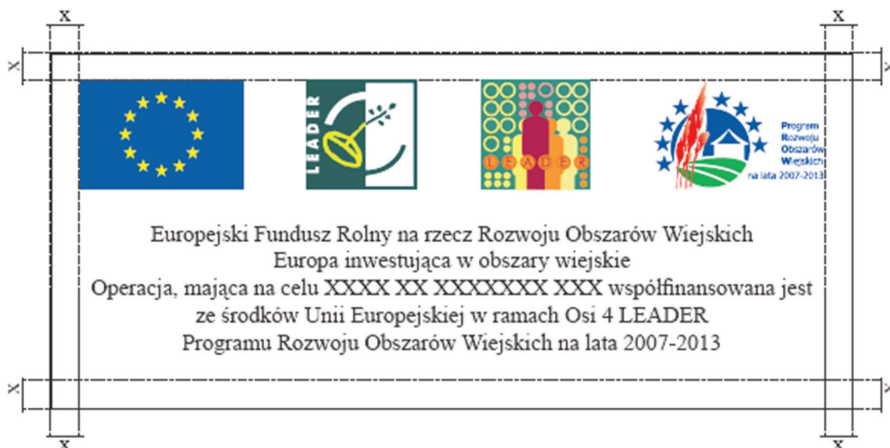 x x
x x
LEADER
LEADER
Program
Rozwoju
Obszarów
Wiejskich
na lata 2007-2013
Europejski Fundusz Rolny na rzecz Rozwoju Obszarów Wiejskich
Europa inwestująca w obszary wiejskie
Operacja, mająca na celu XXXX XX XXXXXXX XXX współfinansowana jest
ze środków Unii Europejskiej w ramach Osi 4 LEADER
Programu Rozwoju Obszarów Wiejskich na lata 2007-2013
x x
x x